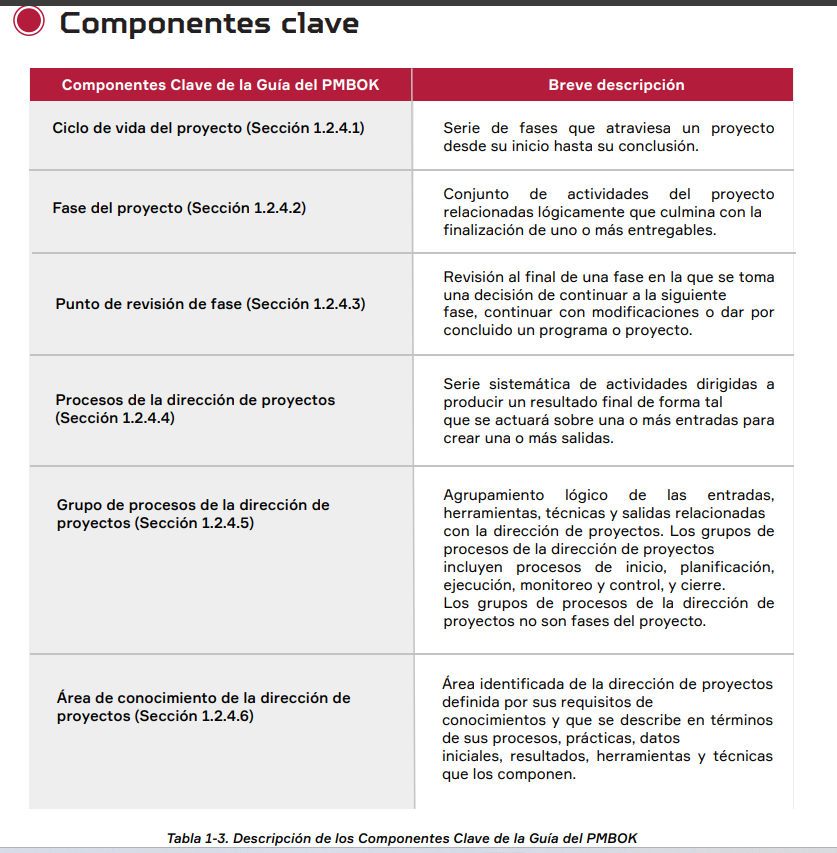 Componentes clave
Componentes Clave de la Guía del PMBOK
Breve descripción
Ciclo de vida del proyecto (Sección 1.2.4.1)
Serie de fases que atraviesa un proyecto
desde su inicio hasta su conclusión.
Fase del proyecto (Sección 1.2.4.2)
Conjunto de actividades del proyecto
relacionadas lógicamente que culmina con la
finalización de uno o más entregables.
Punto de revisión de fase (Sección 1.2.4.3)
Revisión al final de una fase en la que se toma
una decisión de continuar a la siguiente
fase, continuar con modificaciones o dar por
concluido un programa o proyecto.
Procesos de la dirección de proyectos
(Sección 1.2.4.4)
Serie sistemática de actividades dirigidas a
producir un resultado final de forma tal
que se actuará sobre una o más entradas para
crear una o más salidas.
Grupo de procesos de la dirección de
proyectos (Sección 1.2.4.5)
Agrupamiento lógico de las entradas,
herramientas, técnicas y salidas relacionadas
con la dirección de proyectos. Los grupos de
procesos de la dirección de proyectos
incluyen procesos de inicio, planificación,
ejecución, monitoreo y control, y cierre.
Los grupos de procesos de la dirección de
proyectos no son fases del proyecto.
Área de conocimiento de la dirección de
proyectos (Sección 1.2.4.6)
Área identificada de la dirección de proyectos
definida por sus requisitos de
conocimientos y que se describe en términos
de sus procesos, prácticas, datos
iniciales, resultados, herramientas y técnicas
que los componen.
Tabla 1-3. Descripción de los Componentes Clave de la Guía del PMBOK